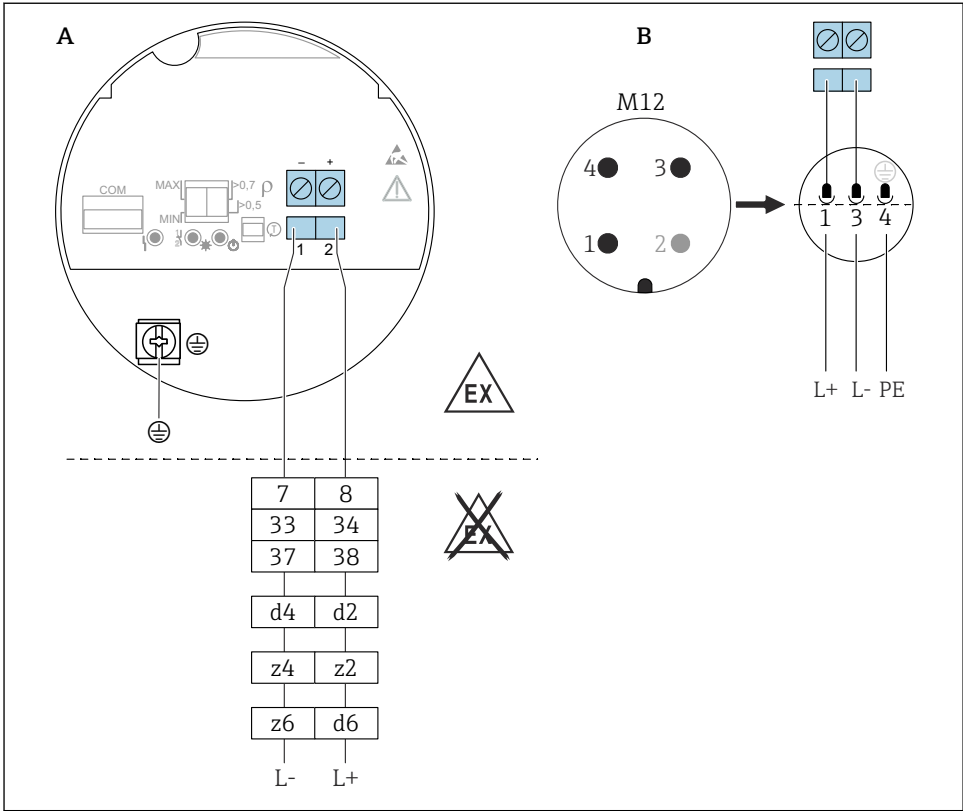 A
B
M12
4 3
1 2
- +
COM
MAX >0,7 ρ
>0,5
MIN
1 2
1 3 4
L+ L- PE
EX
7 8
33 34
EX
37 38
d4 d2
z4 z2
z6 d6
L- L+